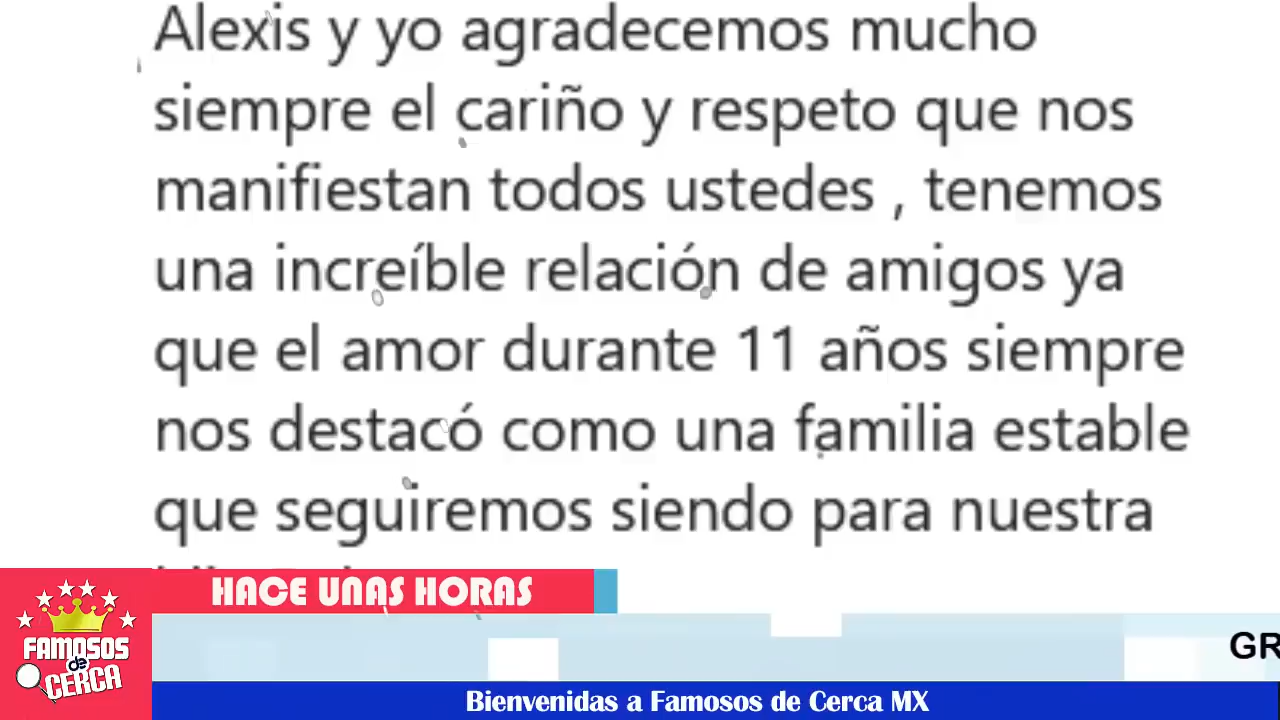 Alexis y yo agradecemos mucho
siempre el cariño y respeto que nos
manifiestan todos ustedes , tenemos
una increíble relación de amigos ya
que el amor durante 11 años siempre
nos destacó como una familia estable
que seguiremos siendo para nuestra
HACE UNAS HORAS
FAMOSOS
de
CERCA
GR
Bienvenidas a Famosos de Cerca MX